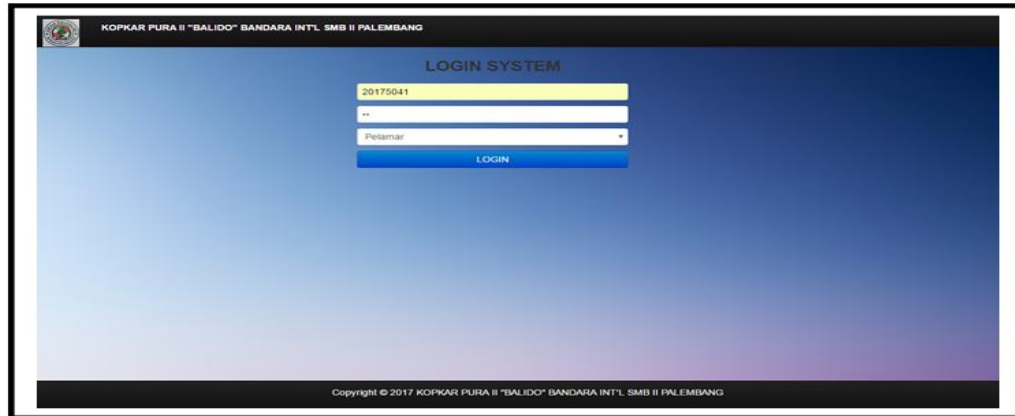 KOPKAR PURA II "BALIDO" BANDARA INT'L SMB II PALEMBANG
LOGIN SYSTEM
20175041
Pelamar
LOGIN
Copyright © 2017 KOPKAR PURA II "BALIDO" BANDARA INT'L SMB II PALEMBANG